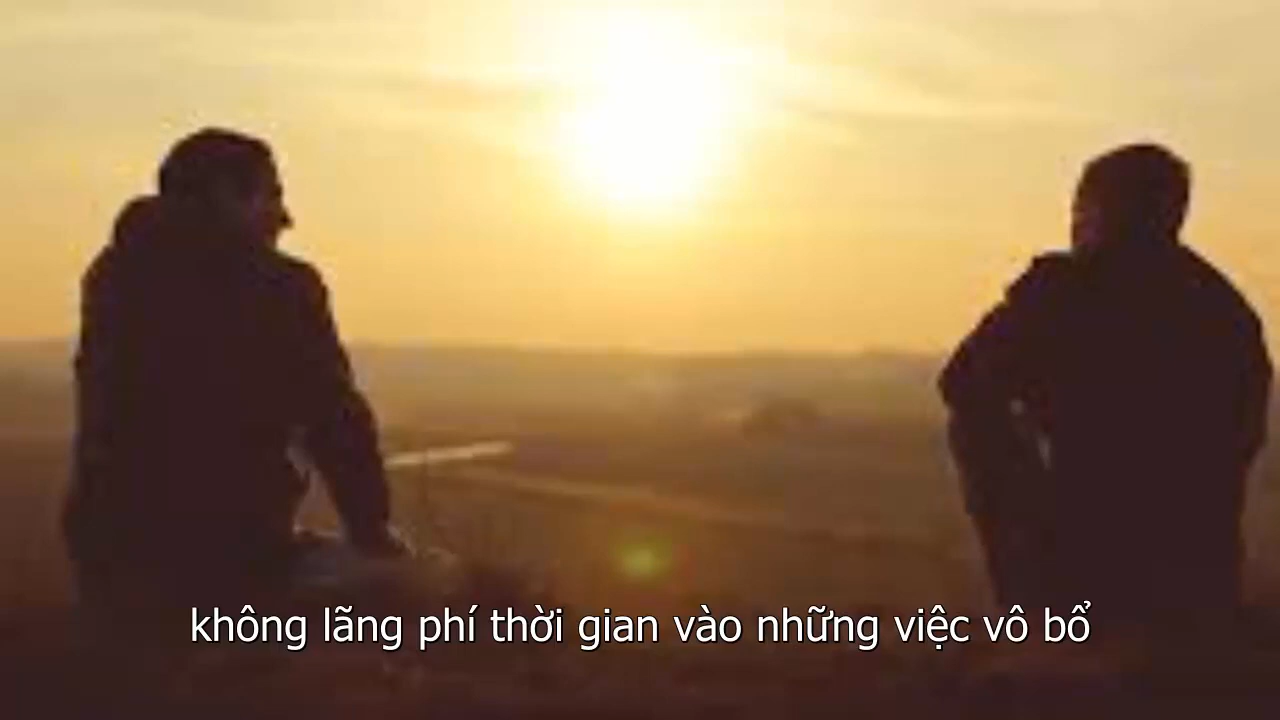 không lãng phí thời gian vào những việc vô bổ